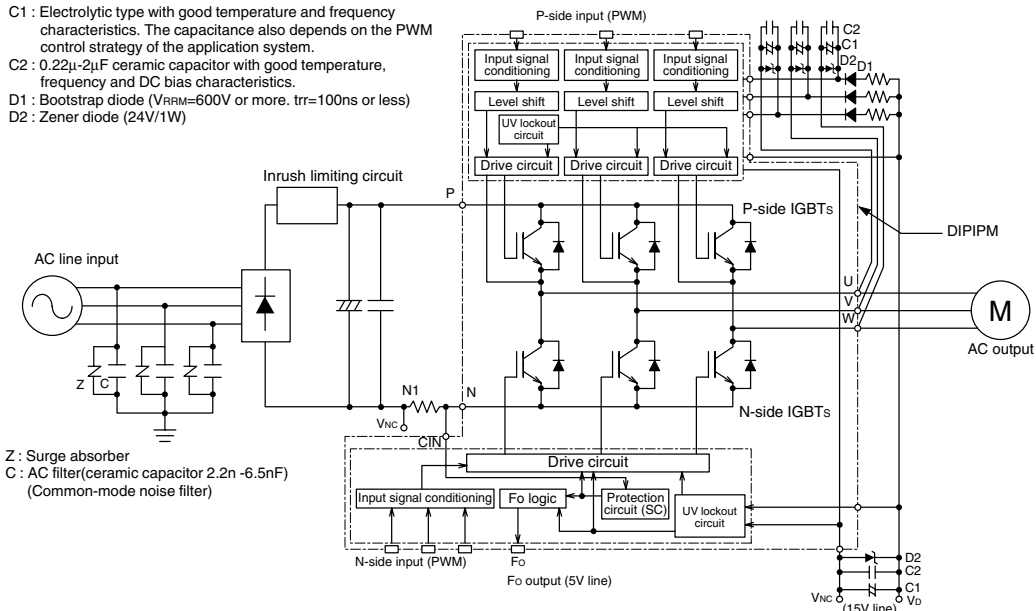 C1 : Electrolytic type with good temperature and frequency
characteristics. The capacitance also depends on the PWM
control strategy of the application system.
C2 : 0.22μ-2μF ceramic capacitor with good temperature,
frequency and DC bias characteristics.
D1 : Bootstrap diode (VRRM=600V or more. trr=100ns or less)
D2 : Zener diode (24V/1W)
P-side input (PWM)
C2
C1
D2
D1
Input signal conditioning
Input signal conditioning
Input signal conditioning
Level shift
Level shift
Level shift
UV lockout circuit
Drive circuit
Drive circuit
Drive circuit
Inrush limiting circuit
P
P-side IGBTs
DIPIPM
AC line input
U
V
W
M
AC output
Z
C
N1
N
VNC
CIN
N-side IGBTs
Z : Surge absorber
C : AC filter(ceramic capacitor 2.2n -6.5nF)
(Common-mode noise filter)
Drive circuit
Input signal conditioning
Fo logic
Protection circuit (SC)
UV lockout circuit
N-side input (PWM)
FO
FO output (5V line)
D2
C2
C1
VNC
(15V line)
VD